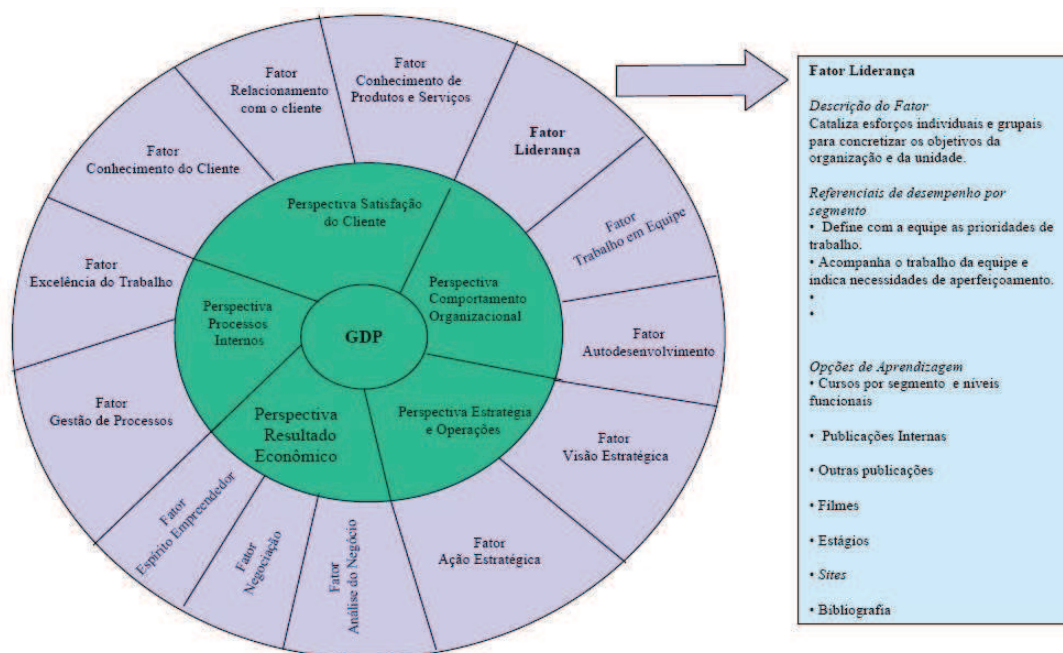 Fator
Relacionamento
com o cliente
Fator
Conhecimento de
Produtos e Serviços
Fator
Liderança
Fator
Trabalho em Equipe
Fator
Autodesenvolvimento
Fator
Visão Estratégica
Fator
Ação Estratégica
Fator
Análise do Negócio
Fator
Negociação
Fator
Espírito Empreendedor
Fator
Gestão de Processos
Fator
Excelência do Trabalho
Fator
Conhecimento do Cliente
Perspectiva Satisfação
do Cliente
Perspectiva
Comportamento
Organizacional
Perspectiva Estratégia
e Operações
Perspectiva
Resultado
Econômico
Perspectiva
Processos
Internos
GDP
Fator Liderança
Descrição do Fator
Cataliza esforços individuais e grupais
para concretizar os objetivos da
organização e da unidade.
Referenciais de desempenho por
segmento
• Define com a equipe as prioridades de
trabalho.
• Acompanha o trabalho da equipe e
indica necessidades de aperfeiçoamento.
•
•
Opções de Aprendizagem
• Cursos por segmento e níveis
funcionais
• Publicações Internas
• Outras publicações
• Filmes
• Estágios
• Sites
• Bibliografia